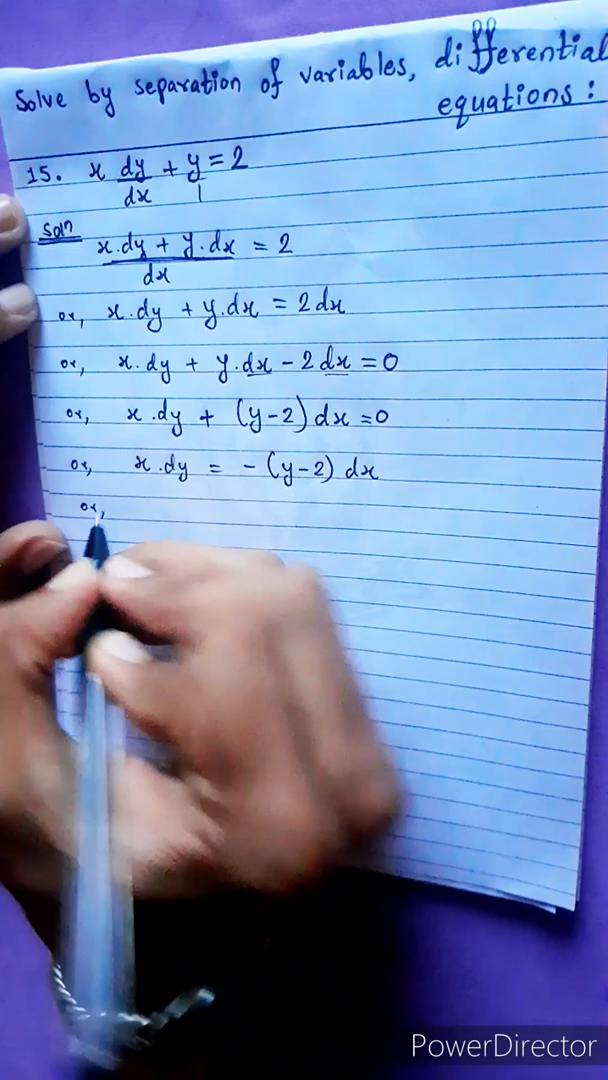 Solve by separation of variables, differential
equations :
15. x dy/dx + y = 2
Soln
x.dy + y.dx / dx = 2
or, x.dy + y.dx = 2dx
or, x.dy + y.dx - 2dx = 0
or, x.dy + (y-2) dx = 0
or, x.dy = -(y-2) dx
or,
PowerDirector